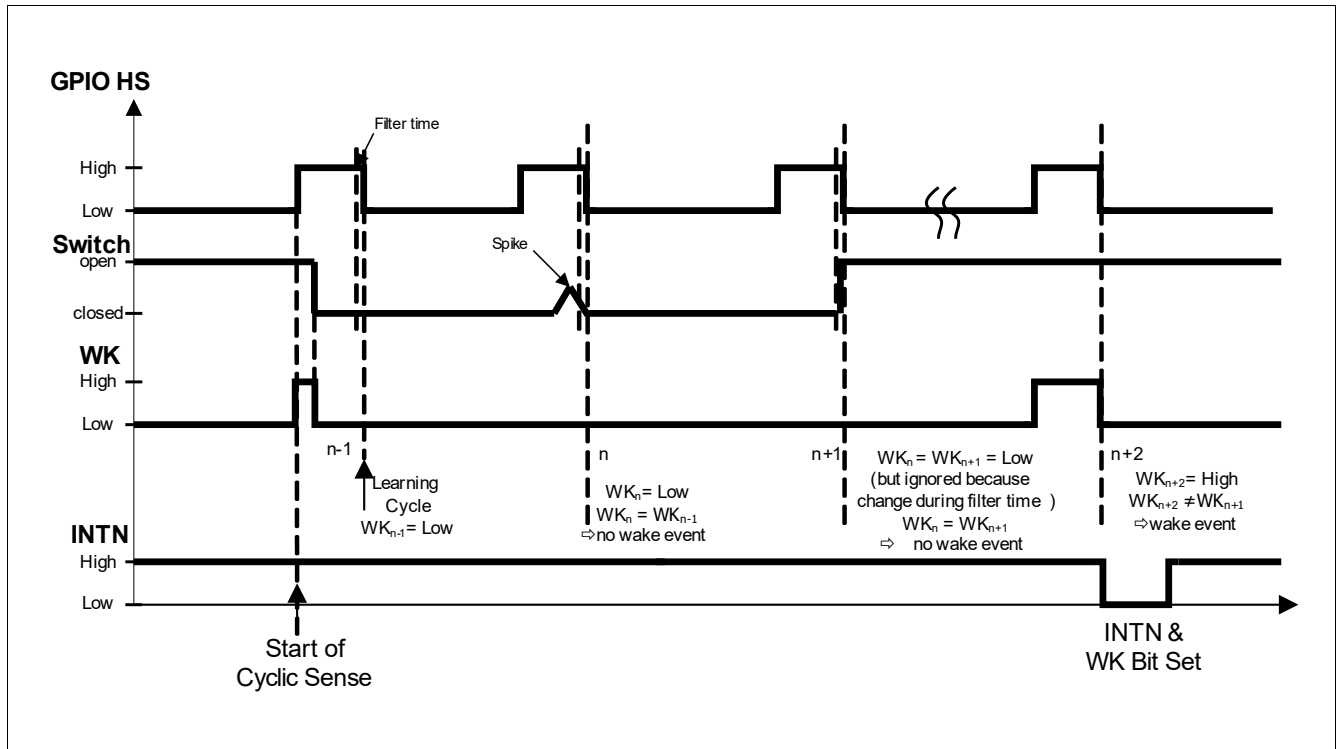 GPIO HS
Filter time
High
Low
Switch
open
Spike
closed
WK
High
Low
n-1
n
n+1
n+2
Learning
Cycle
WKn-1= Low
WKn= Low
WKn = WKn-1
⇨no wake event
WKn = WKn+1 = Low
(but ignored because
change during filter time )
WKn = WKn+1
⇨ no wake event
WKn+2= High
WKn+2 ≠WKn+1
⇨wake event
INTN
High
Low
Start of
Cyclic Sense
INTN &
WK Bit Set